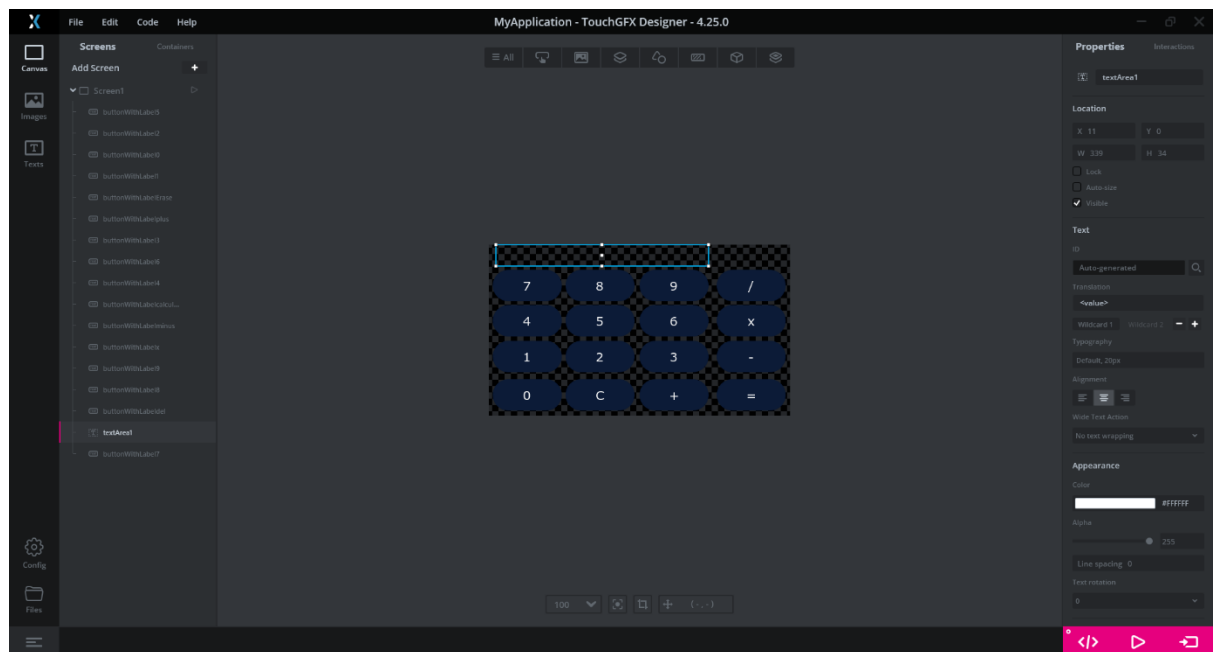 File Edit Code Help
MyApplication - TouchGFX Designer - 4.25.0
Canvas
Images
Texts
Config
Files
Screens Containers
Add Screen +
Screen1
buttonWithLabel5
buttonWithLabel2
buttonWithLabel0
buttonWithLabel1
buttonWithLabelErase
buttonWithLabelplus
buttonWithLabel3
buttonWithLabel6
buttonWithLabel4
buttonWithLabelcalcul...
buttonWithLabelminus
buttonWithLabelx
buttonWithLabel9
buttonWithLabel8
buttonWithLabeldel
textArea1
buttonWithLabel7
All
7 8 9 /
4 5 6 x
1 2 3 -
0 C + =
100 (-,-)
Properties Interactions
textArea1
Location
X 11 Y 0
W 339 H 34
Lock
Auto-size
Visible
Text
ID
Auto-generated
Translation
<value>
Wildcard 1 Wildcard 2 - +
Typography
Default, 20px
Alignment
Wide Text Action
No text wrapping
Appearance
Color
#FFFFFF
Alpha
255
Line spacing 0
Text rotation
0
</>